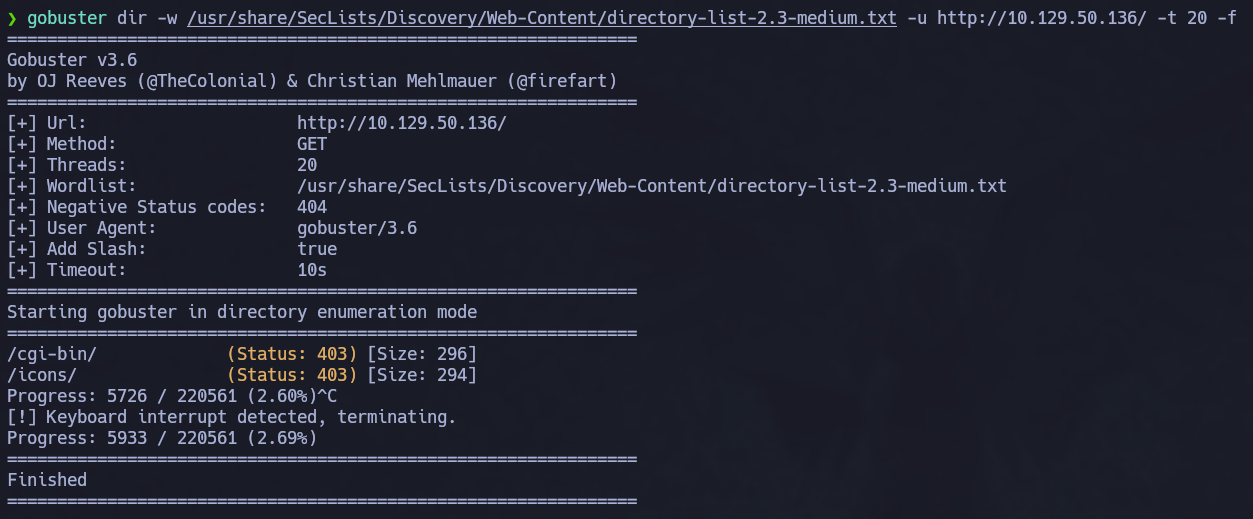 ❯ gobuster dir -w /usr/share/SecLists/Discovery/Web-Content/directory-list-2.3-medium.txt -u http://10.129.50.136/ -t 20 -f
===============================================================
Gobuster v3.6
by OJ Reeves (@TheColonial) & Christian Mehlmauer (@firefart)
===============================================================
[+] Url:                     http://10.129.50.136/
[+] Method:                  GET
[+] Threads:                 20
[+] Wordlist:                /usr/share/SecLists/Discovery/Web-Content/directory-list-2.3-medium.txt
[+] Negative Status codes:   404
[+] User Agent:              gobuster/3.6
[+] Add Slash:               true
[+] Timeout:                 10s
===============================================================
Starting gobuster in directory enumeration mode
===============================================================
/cgi-bin/             (Status: 403) [Size: 296]
/icons/               (Status: 403) [Size: 294]
Progress: 5726 / 220561 (2.60%)^C
[!] Keyboard interrupt detected, terminating.
Progress: 5933 / 220561 (2.69%)
===============================================================
Finished
===============================================================